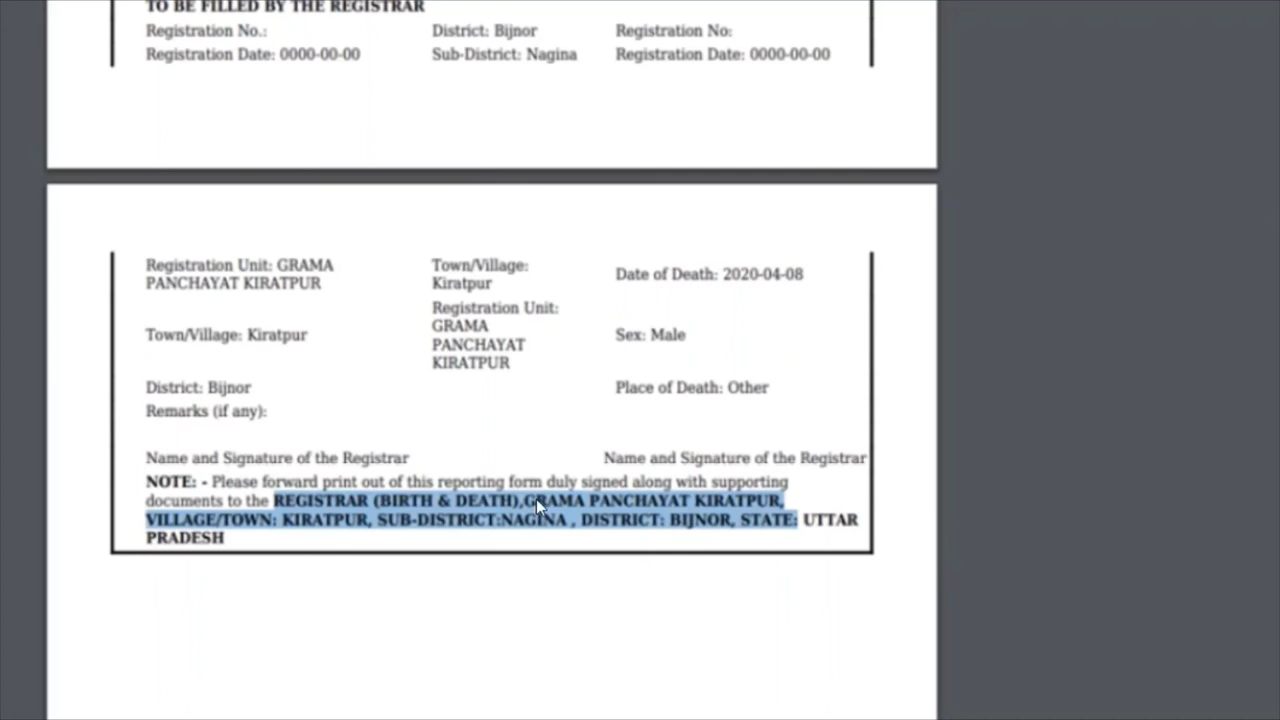 TO BE FILLED BY THE REGISTRAR
Registration No.: District: Bijnor Registration No:
Registration Date: 0000-00-00 Sub-District: Nagina Registration Date: 0000-00-00
Registration Unit: GRAMA
PANCHAYAT KIRATPUR
Town/Village:
Kiratpur
Date of Death: 2020-04-08
Town/Village: Kiratpur
Registration Unit:
GRAMA
PANCHAYAT
KIRATPUR
Sex: Male
District: Bijnor Place of Death: Other
Remarks (if any):
Name and Signature of the Registrar Name and Signature of the Registrar
NOTE: - Please forward print out of this reporting form duly signed along with supporting
documents to the REGISTRAR (BIRTH & DEATH),GRAMA PANCHAYAT KIRATPUR,
VILLAGE/TOWN: KIRATPUR, SUB-DISTRICT:NAGINA , DISTRICT: BIJNOR, STATE: UTTAR
PRADESH